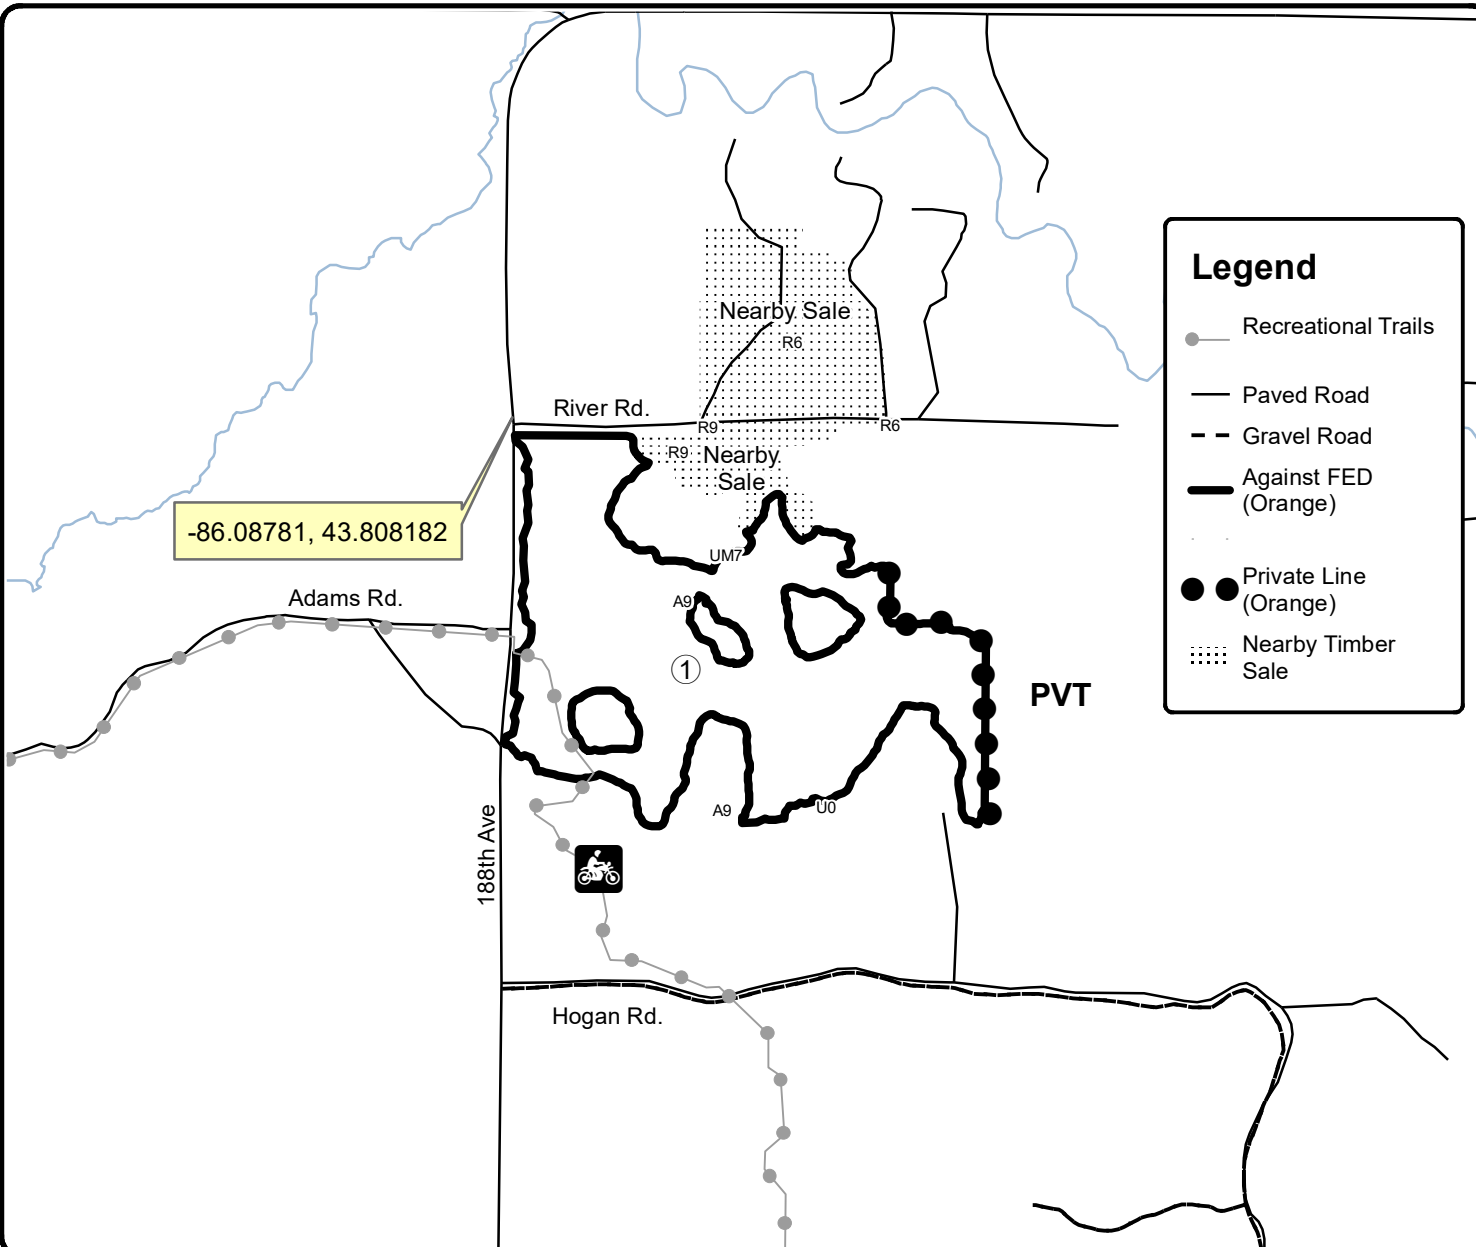 Legend
Recreational Trails
Paved Road
Gravel Road
Against FED
(Orange)
Private Line
(Orange)
Nearby Timber
Sale
Nearby Sale
R6
River Rd.
R9
R6
R9
Nearby
Sale
-86.08781, 43.808182
UM7
Adams Rd.
A9
1
PVT
A9
U0
188th Ave
Hogan Rd.